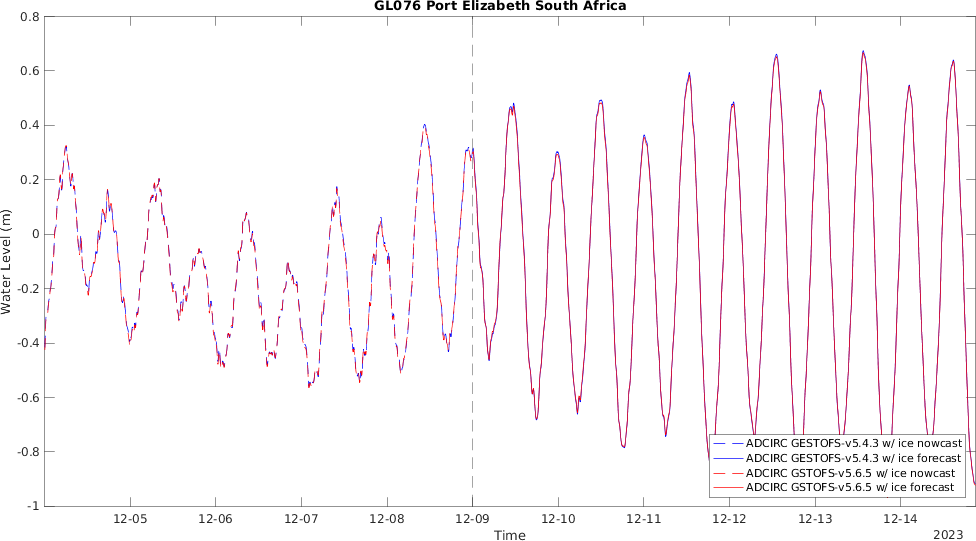 GL076 Port Elizabeth South Africa
0.8
0.6
0.4
0.2
0
-0.2
-0.4
-0.6
-0.8
-1
Water Level (m)
ADCIRC GESTOFS-v5.4.3 w/ ice nowcast
ADCIRC GESTOFS-v5.4.3 w/ ice forecast
ADCIRC GSTOFS-v5.6.5 w/ ice nowcast
ADCIRC GSTOFS-v5.6.5 w/ ice forecast
12-05 12-06 12-07 12-08 12-09 12-10 12-11 12-12 12-13 12-14
Time
2023